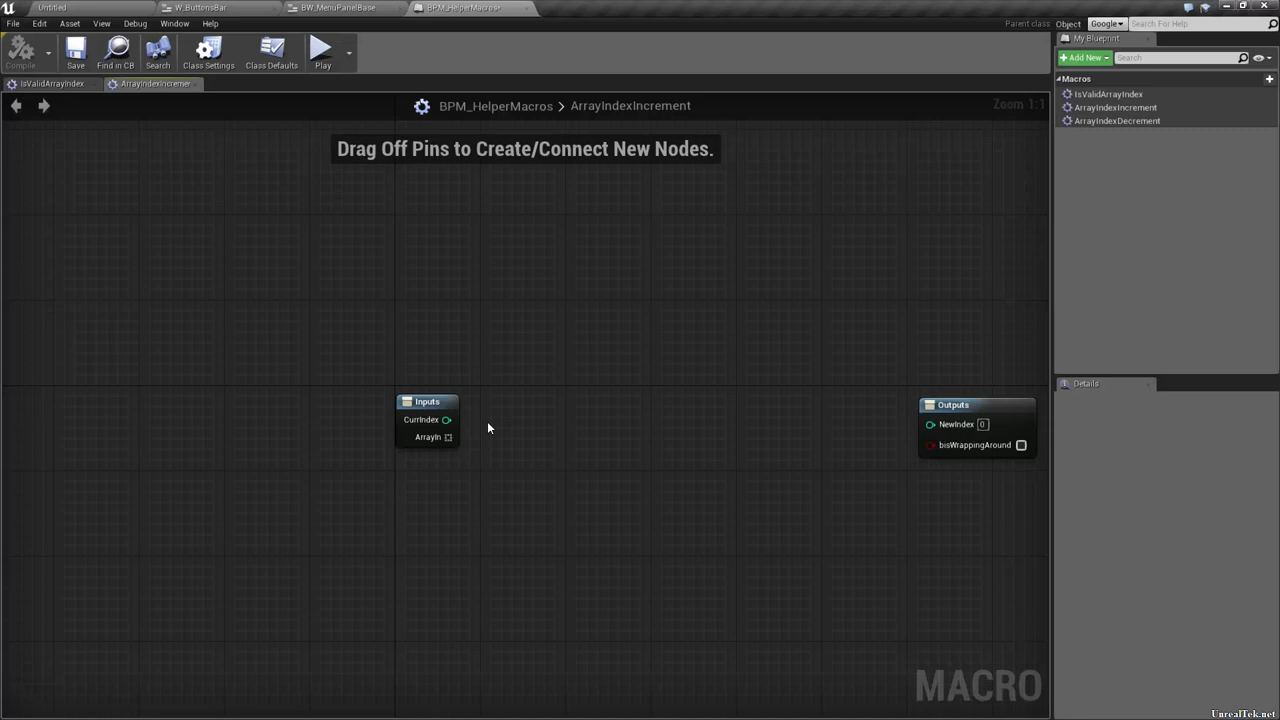 Untitled
W_ButtonsBar
BW_MenuPanelBase
BPM_HelperMacros*
File Edit Asset View Debug Window Help
Parent class: Object Google Search For Help
Compile Save Find in CB Search Class Settings Class Defaults Play
My Blueprint
+ Add New Search
IsValidArrayIndex
ArrayIndexIncremer
Macros
IsValidArrayIndex
ArrayIndexIncrement
ArrayIndexDecrement
BPM_HelperMacros > ArrayIndexIncrement
Zoom 1:1
Drag Off Pins to Create/Connect New Nodes.
Details
Inputs
CurrIndex
ArrayIn
Outputs
NewIndex 0
bIsWrappingAround
MACRO
UnrealTek.net